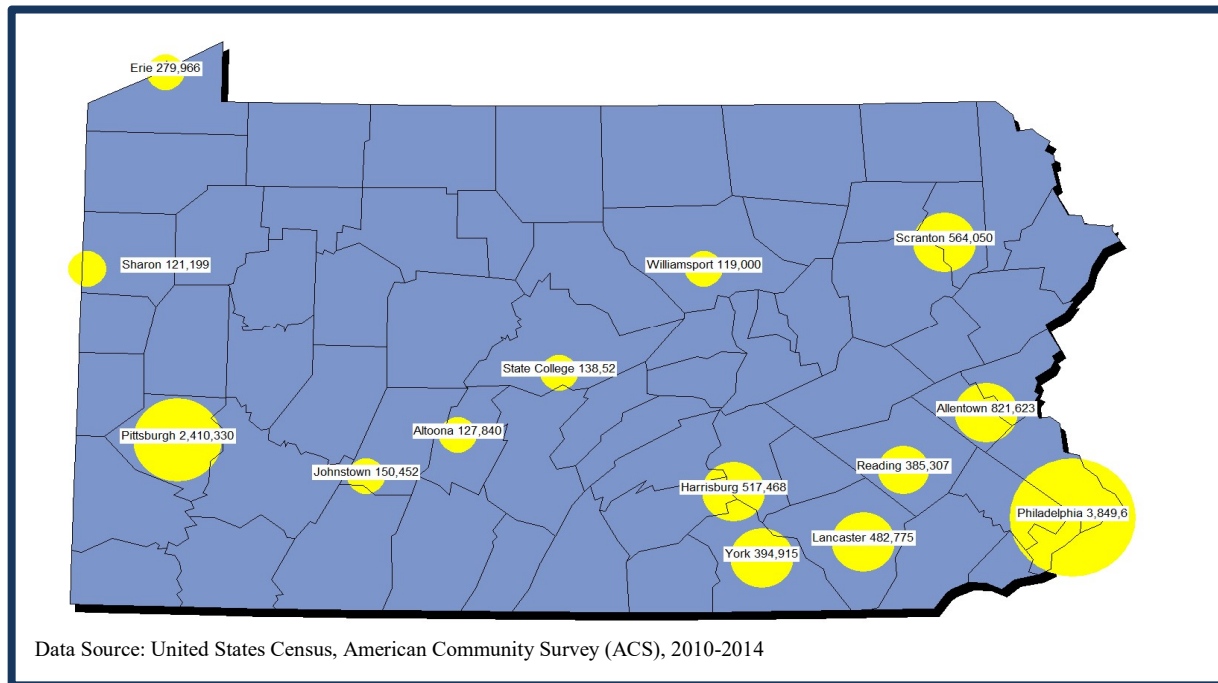 Erie 279,966
Scranton 564,050
Sharon 121,199
Williamsport 119,000
State College 138,52
Allentown 821,623
Pittsburgh 2,410,330
Altoona 127,840
Johnstown 150,452
Reading 385,307
Harrisburg 517,468
Philadelphia 3,849,6
Lancaster 482,775
York 394,915
Data Source: United States Census, American Community Survey (ACS), 2010-2014